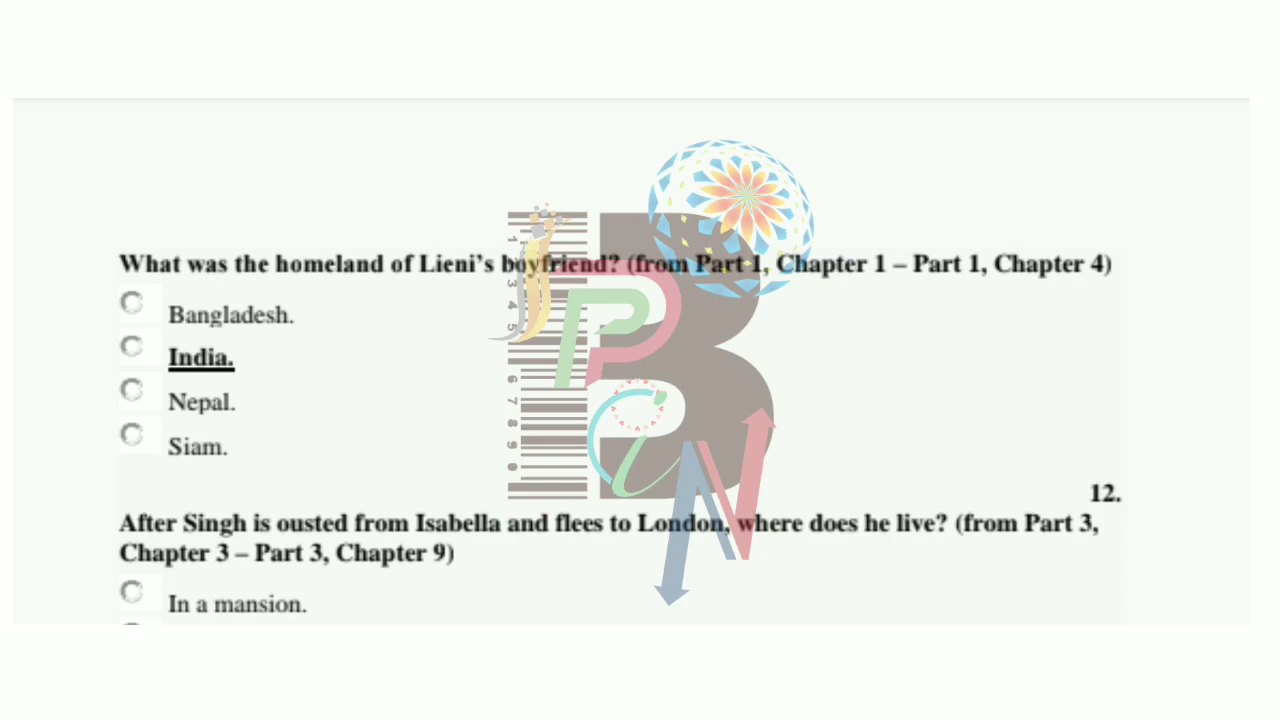 What was the homeland of Lieni's boyfriend? (from Part 1, Chapter 1 – Part 1, Chapter 4)
Bangladesh.
India.
Nepal.
Siam.
12.
After Singh is ousted from Isabella and flees to London, where does he live? (from Part 3,
Chapter 3 – Part 3, Chapter 9)
In a mansion.